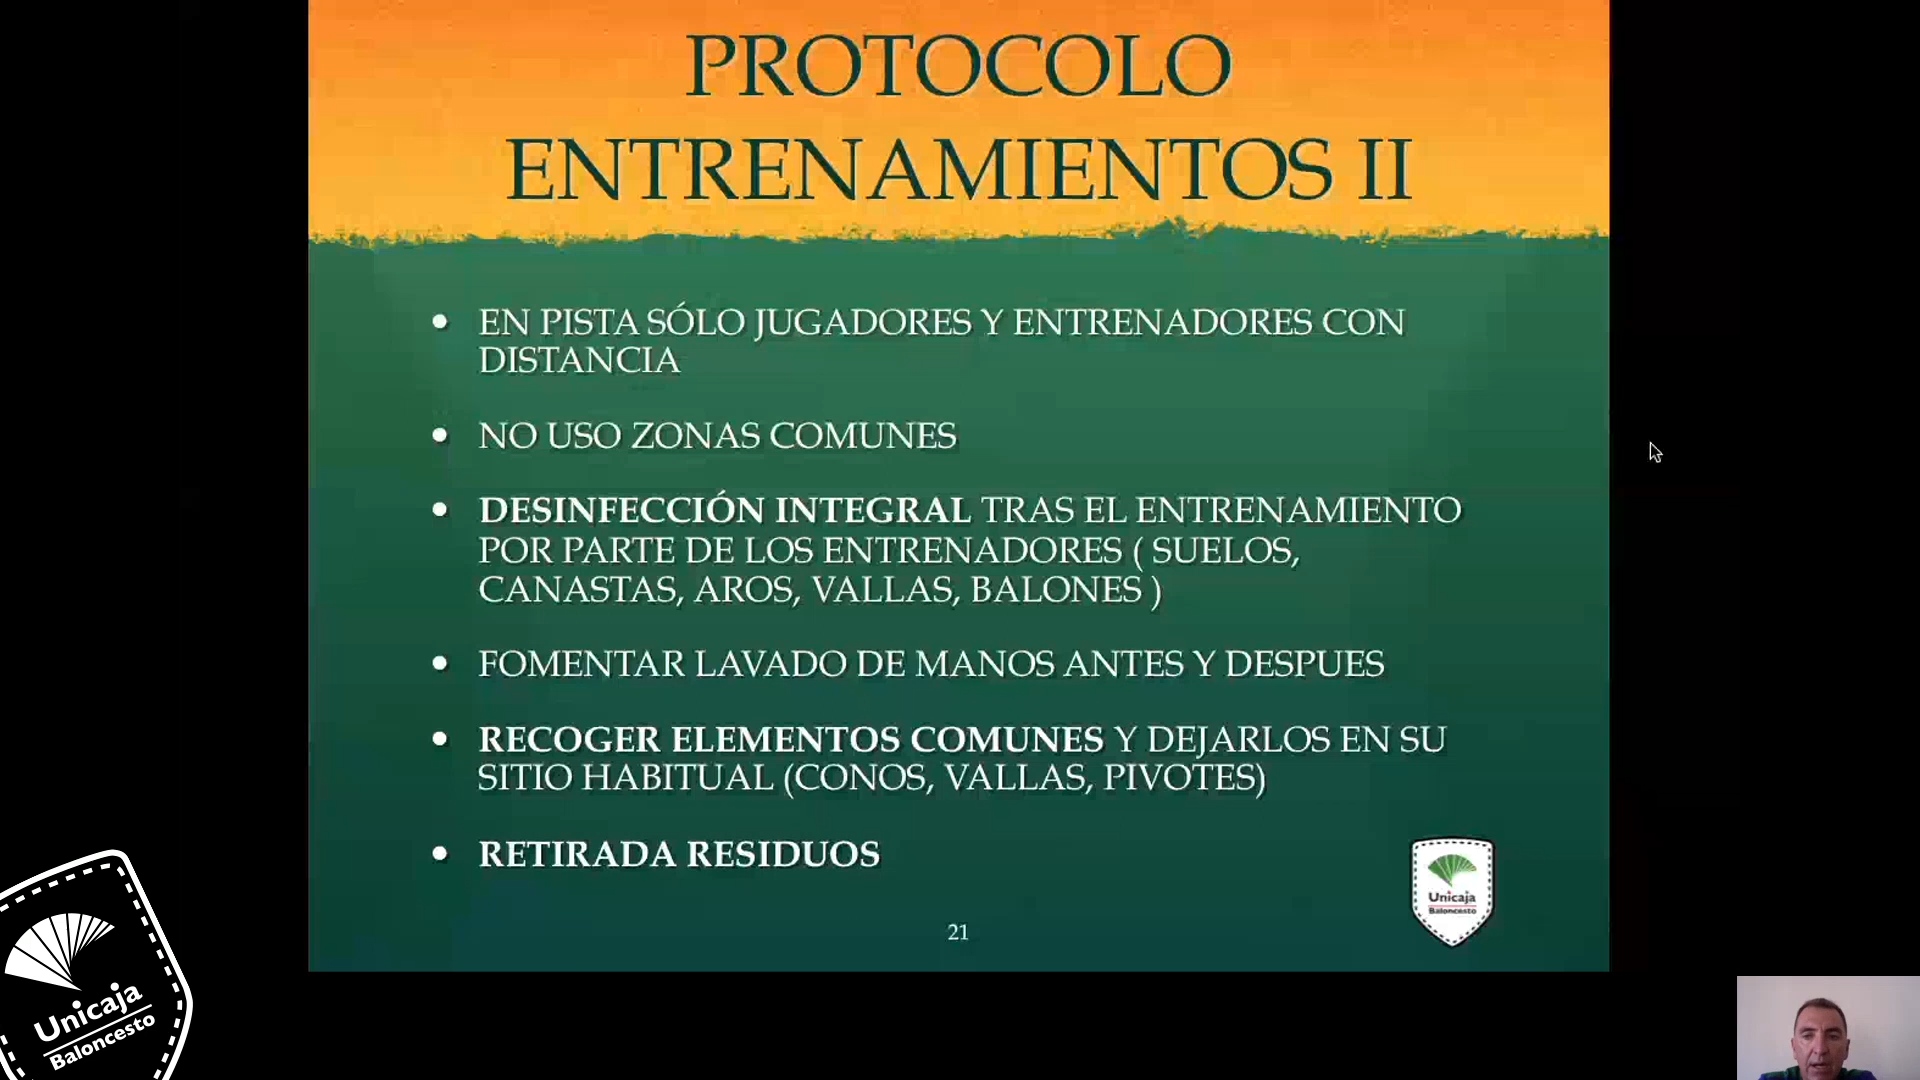 PROTOCOLO
ENTRENAMIENTOS II
• EN PISTA SÓLO JUGADORES Y ENTRENADORES CON
DISTANCIA
• NO USO ZONAS COMUNES
• DESINFECCIÓN INTEGRAL TRAS EL ENTRENAMIENTO
POR PARTE DE LOS ENTRENADORES ( SUELOS,
CANASTAS, AROS, VALLAS, BALONES )
• FOMENTAR LAVADO DE MANOS ANTES Y DESPUES
• RECOGER ELEMENTOS COMUNES Y DEJARLOS EN SU
SITIO HABITUAL (CONOS, VALLAS, PIVOTES)
• RETIRADA RESIDUOS
Unicaja
Baloncesto
21
Unicaja
Baloncesto